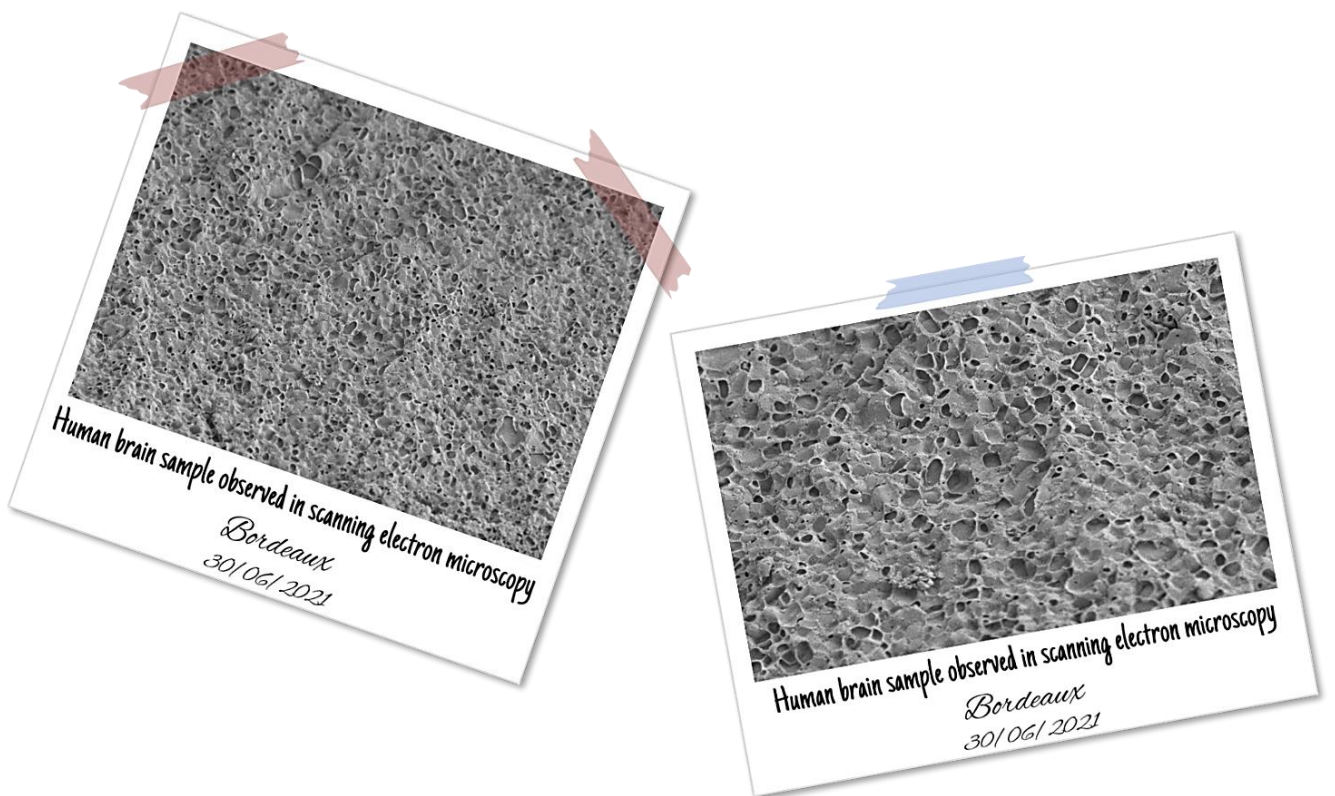 Human brain sample observed in scanning electron microscopy
Bordeaux
30/06/2021
Human brain sample observed in scanning electron microscopy
Bordeaux
30/06/2021